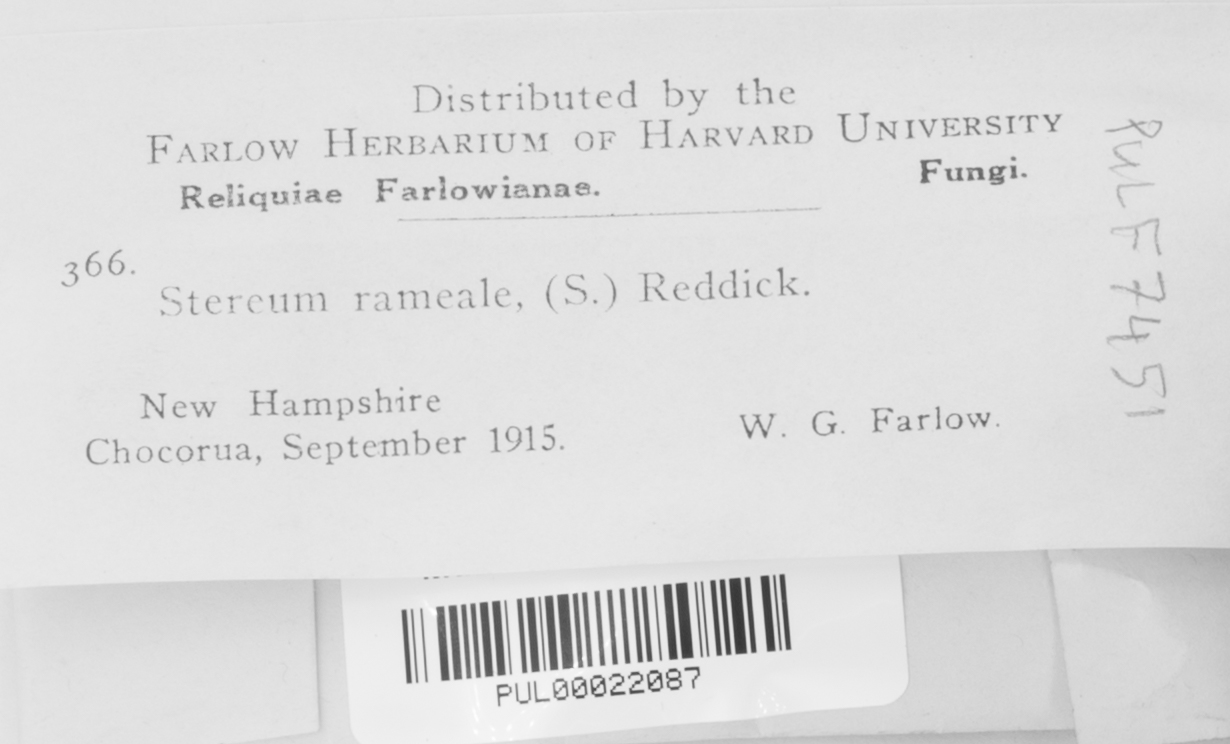 Distributed by the
FARLOW HERBARIUM OF HARVARD UNIVERSITY
Reliquiae Farlowianae. Fungi.
366.
Stereum rameale, (S.) Reddick.
New Hampshire
Chocorua, September 1915.
W. G. Farlow.
PUL F7451
PUL00022087